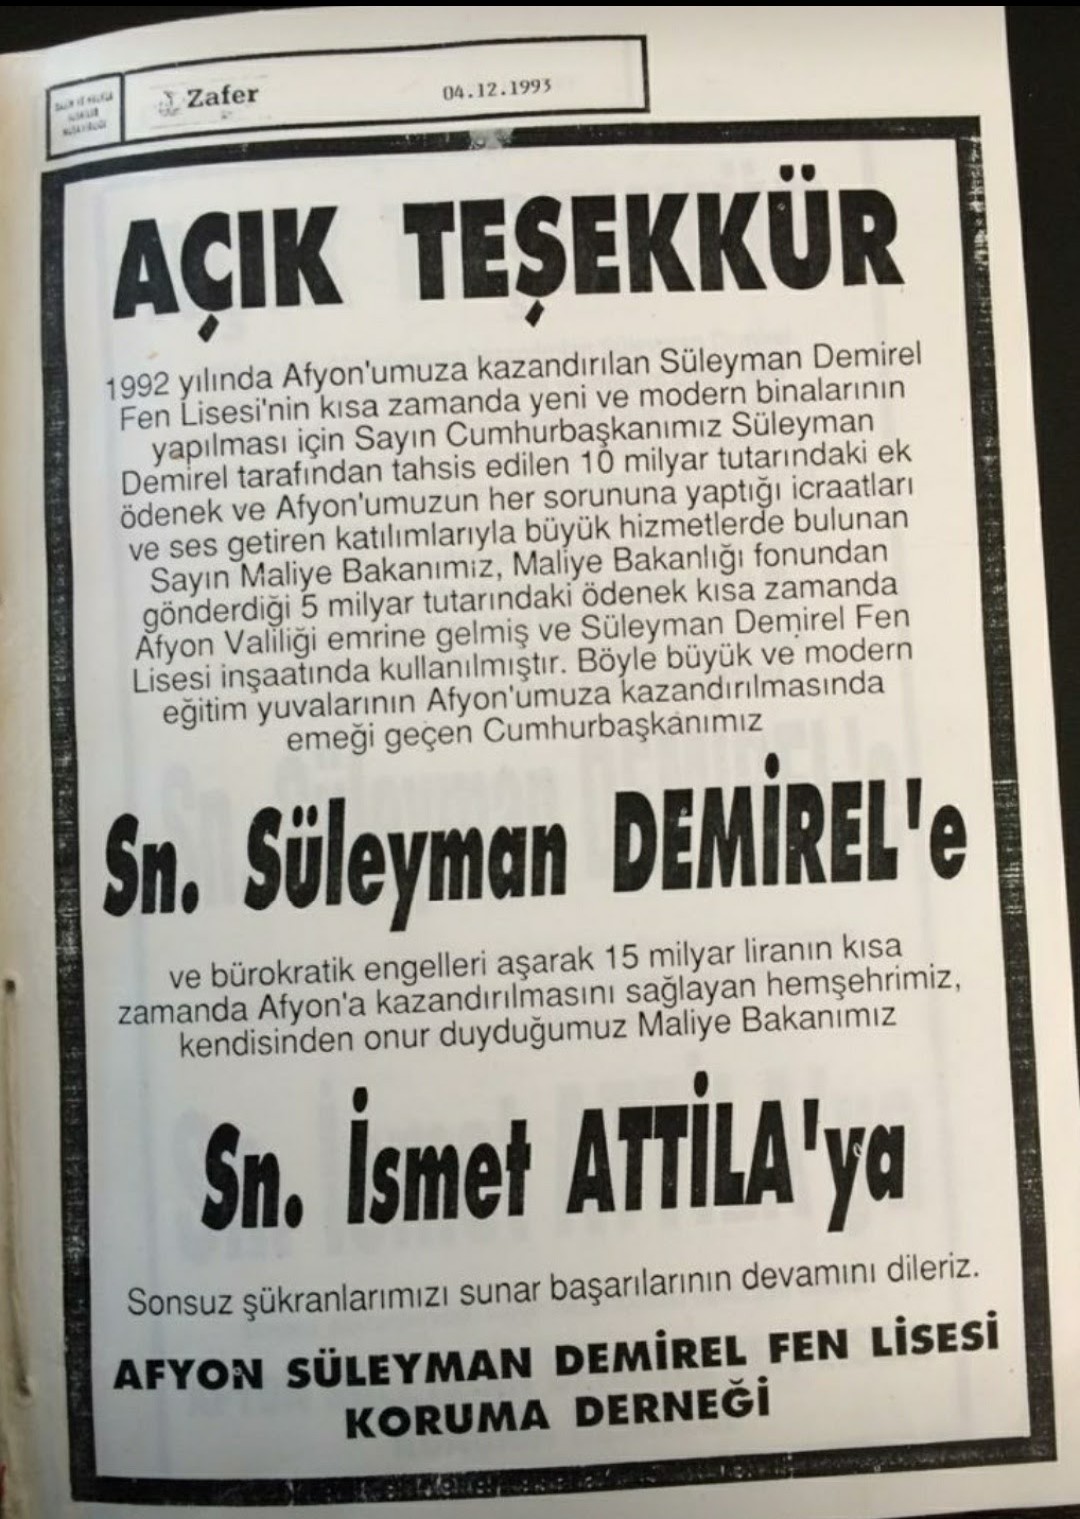 Zafer
04.12.1993
AÇIK TEŞEKKÜR
1992 yılında Afyon'umuza kazandırılan Süleyman Demirel
Fen Lisesi'nin kısa zamanda yeni ve modern binalarının
yapılması için Sayın Cumhurbaşkanımız Süleyman
Demirel tarafından tahsis edilen 10 milyar tutarındaki ek
ödenek ve Afyon'umuzun her sorununa yaptığı icraatları
ve ses getiren katılımlarıyla büyük hizmetlerde bulunan
Sayın Maliye Bakanımız, Maliye Bakanlığı fonundan
gönderdiği 5 milyar tutarındaki ödenek kısa zamanda
Afyon Valiliği emrine gelmiş ve Süleyman Demirel Fen
Lisesi inşaatında kullanılmıştır. Böyle büyük ve modern
eğitim yuvalarının Afyon'umuza kazandırılmasında
emeği geçen Cumhurbaşkanımız
Sn. Süleyman DEMİREL'e
ve bürokratik engelleri aşarak 15 milyar liranın kısa
zamanda Afyon'a kazandırılmasını sağlayan hemşehrimiz,
kendisinden onur duyduğumuz Maliye Bakanımız
Sn. İsmet ATTİLA'ya
Sonsuz şükranlarımızı sunar başarılarının devamını dileriz.
AFYON SÜLEYMAN DEMİREL FEN LİSESİ
KORUMA DERNEĞİ